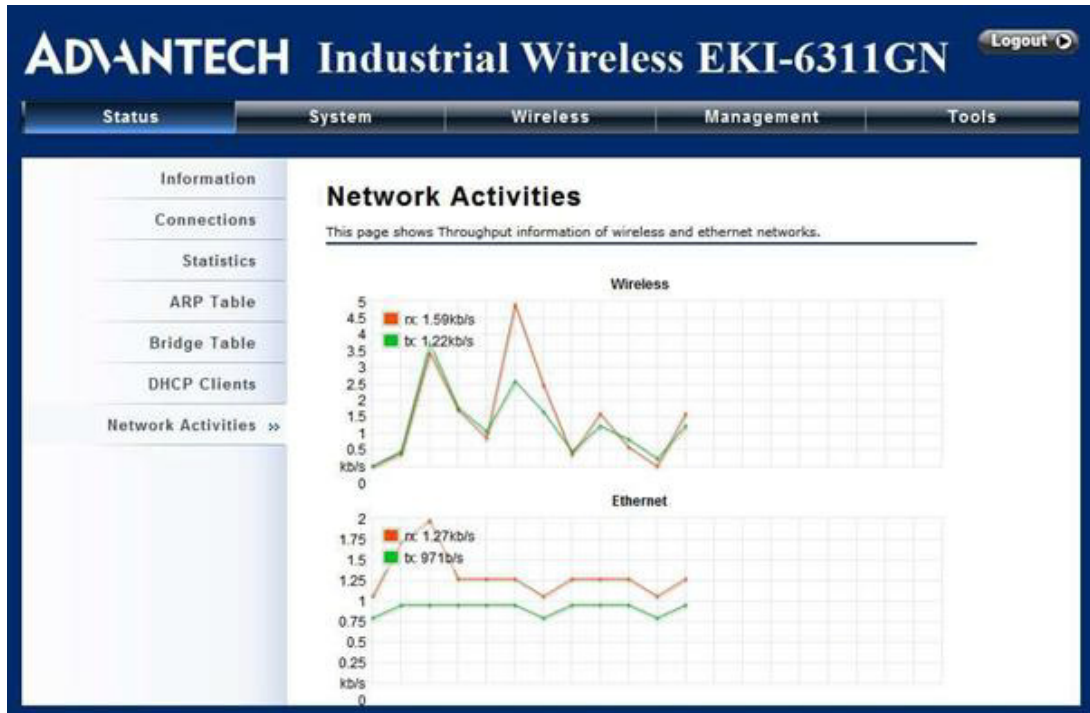 ADVANTECH Industrial Wireless EKI-6311GN
Logout
Status System Wireless Management Tools
Information
Connections
Statistics
ARP Table
Bridge Table
DHCP Clients
Network Activities »
Network Activities
This page shows Throughput information of wireless and ethernet networks.
Wireless
5
4.5
4
3.5
3
2.5
2
1.5
1
0.5
kb/s
0
rx: 1.59kb/s
tx: 1.22kb/s
Ethernet
2
1.75
1.5
1.25
1
0.75
0.5
0.25
kb/s
0
rx: 1.27kb/s
tx: 971b/s